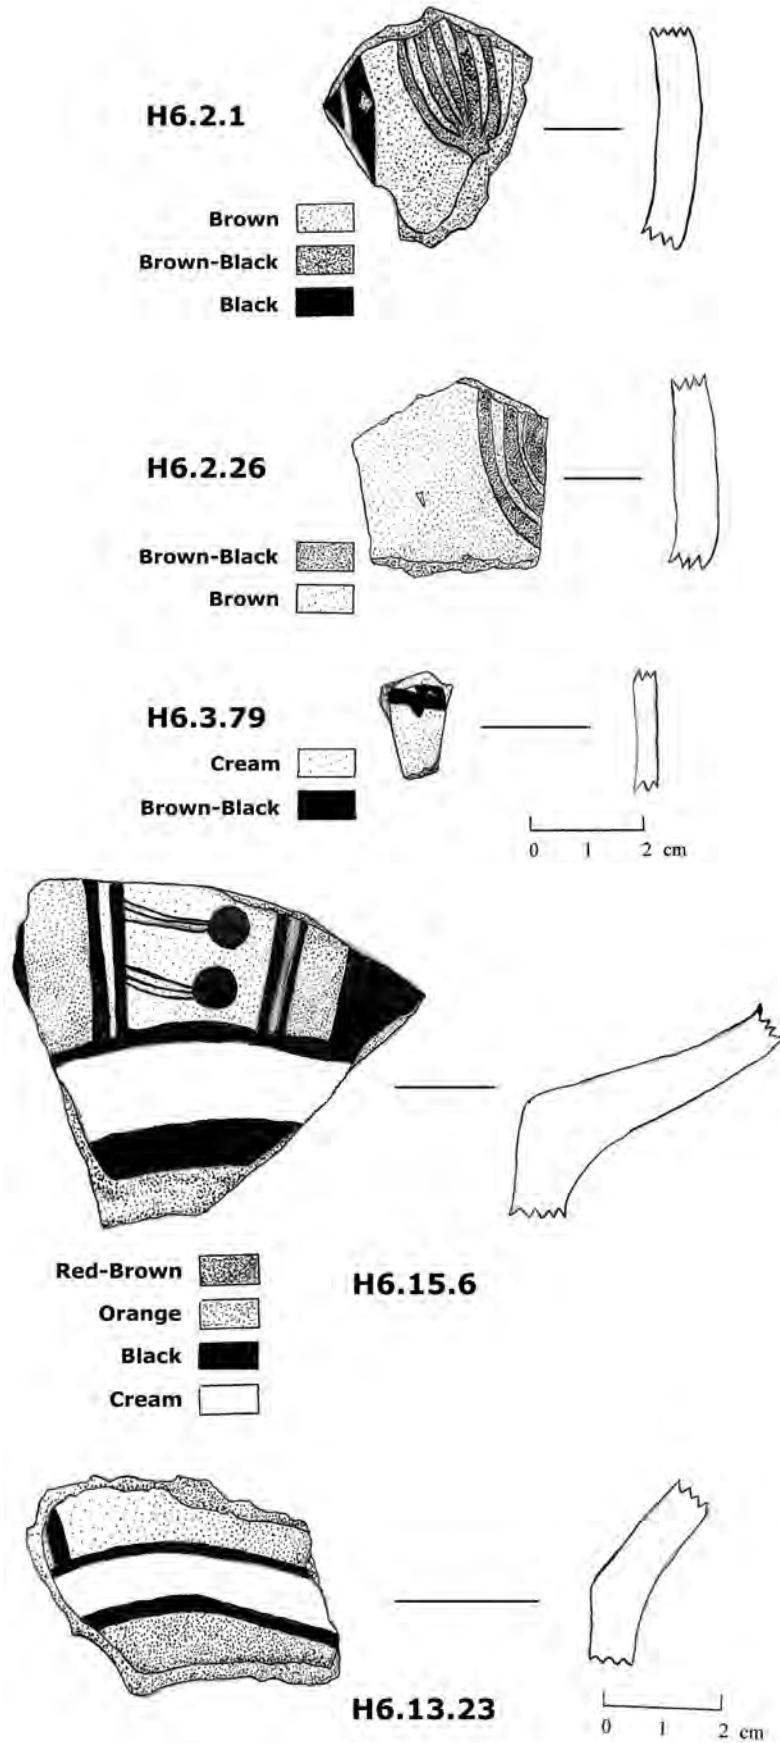 H6.2.1
Brown
Brown-Black
Black
H6.2.26
Brown-Black
Brown
H6.3.79
Cream
Brown-Black
0 1 2 cm
Red-Brown
H6.15.6
Orange
Black
Cream
H6.13.23
0 1 2 cm